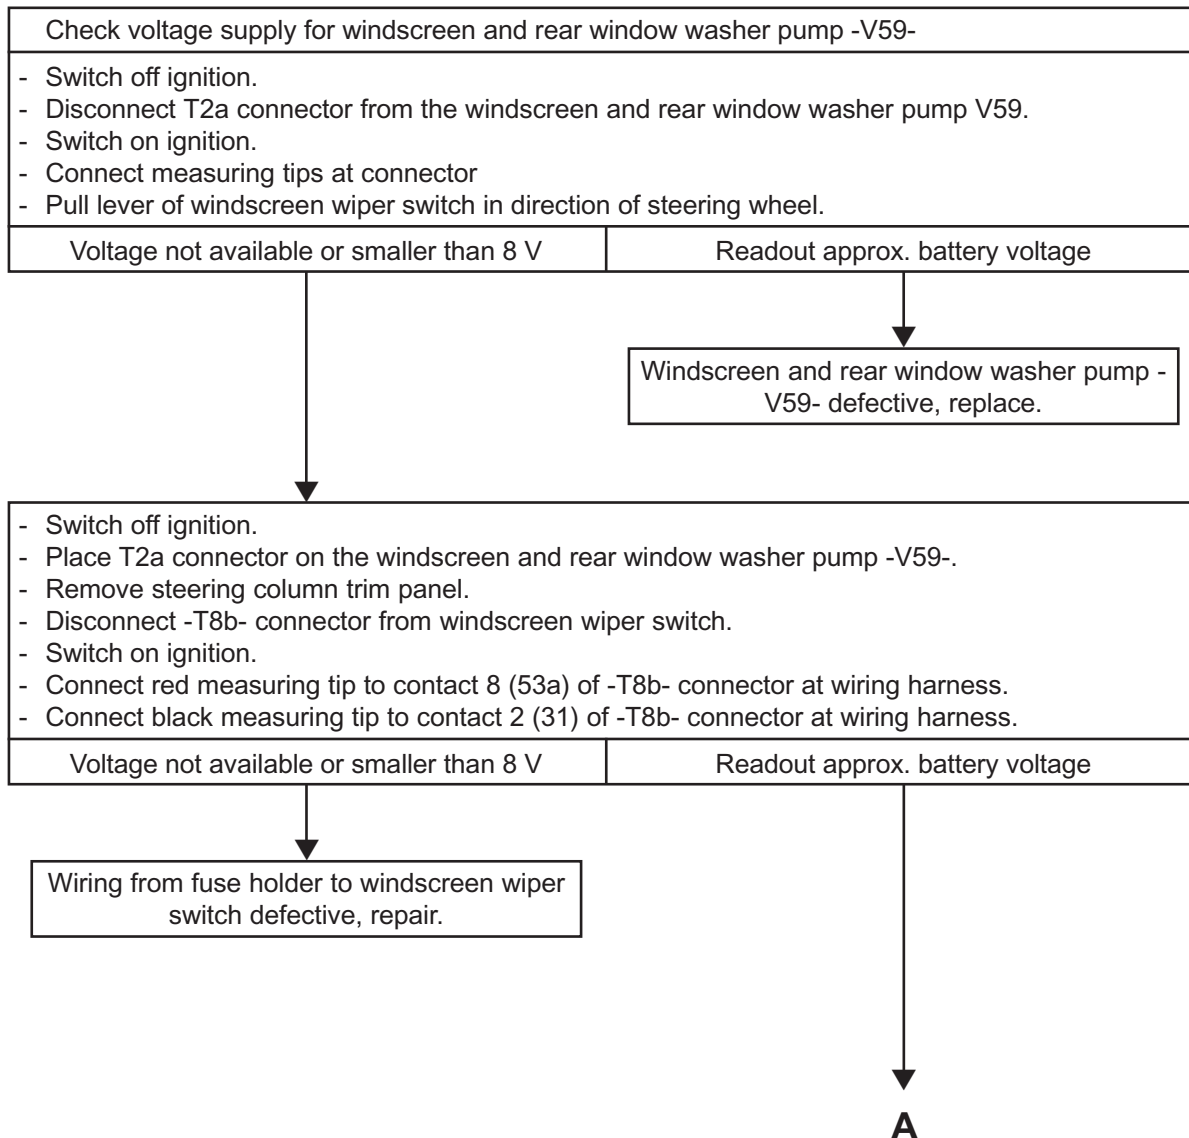 Check voltage supply for windscreen and rear window washer pump -V59-
- Switch off ignition.
- Disconnect T2a connector from the windscreen and rear window washer pump V59.
- Switch on ignition.
- Connect measuring tips at connector
- Pull lever of windscreen wiper switch in direction of steering wheel.
Voltage not available or smaller than 8 V
Readout approx. battery voltage
Windscreen and rear window washer pump -
V59- defective, replace.
- Switch off ignition.
- Place T2a connector on the windscreen and rear window washer pump -V59-.
- Remove steering column trim panel.
- Disconnect -T8b- connector from windscreen wiper switch.
- Switch on ignition.
- Connect red measuring tip to contact 8 (53a) of -T8b- connector at wiring harness.
- Connect black measuring tip to contact 2 (31) of -T8b- connector at wiring harness.
Voltage not available or smaller than 8 V
Readout approx. battery voltage
Wiring from fuse holder to windscreen wiper
switch defective, repair.
A